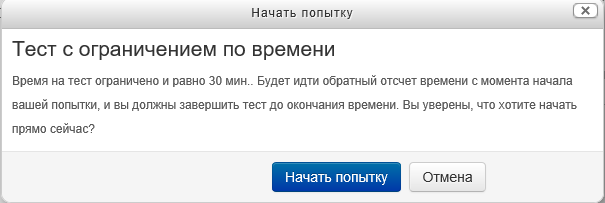 Начать попытку
Тест с ограничением по времени
Время на тест ограничено и равно 30 мин.. Будет идти обратный отсчет времени с момента начала
вашей попытки, и вы должны завершить тест до окончания времени. Вы уверены, что хотите начать
прямо сейчас?
Начать попытку
Отмена